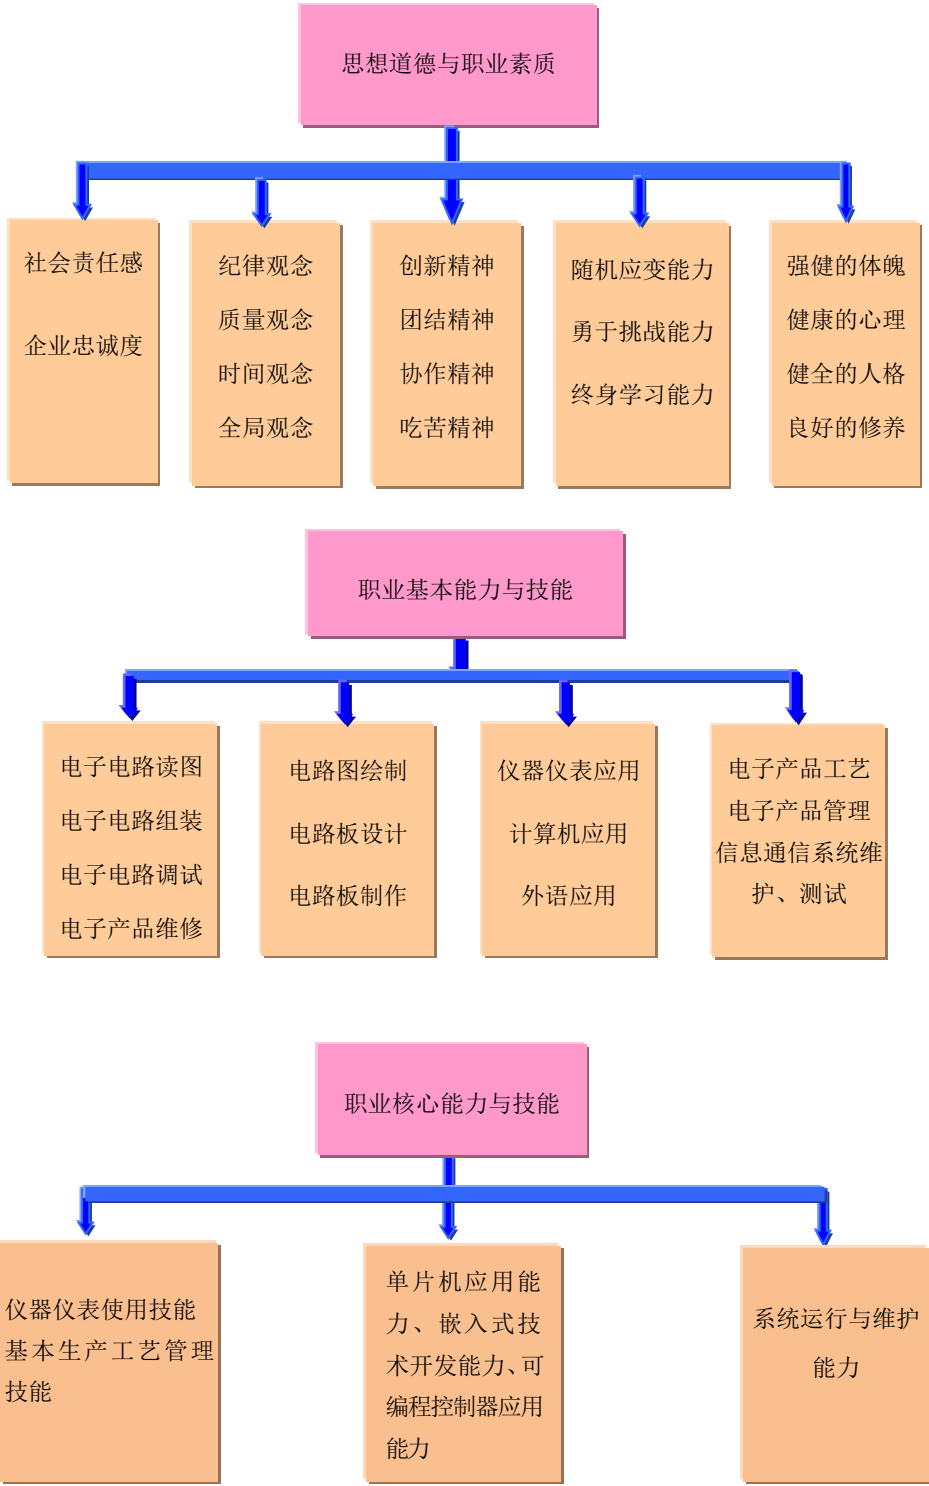 思想道德与职业素质
社会责任感
企业忠诚度
纪律观念
质量观念
时间观念
全局观念
创新精神
团结精神
协作精神
吃苦精神
随机应变能力
勇于挑战能力
终身学习能力
强健的体魄
健康的心理
健全的人格
良好的修养
职业基本能力与技能
电子电路读图
电子电路组装
电子电路调试
电子产品维修
电路图绘制
电路板设计
电路板制作
仪器仪表应用
计算机应用
外语应用
电子产品工艺
电子产品管理
信息通信系统维
护、测试
职业核心能力与技能
仪器仪表使用技能
基本生产工艺管理
技能
单片机应用能
力、嵌入式技
术开发能力、可
编程控制器应用
能力
系统运行与维护
能力